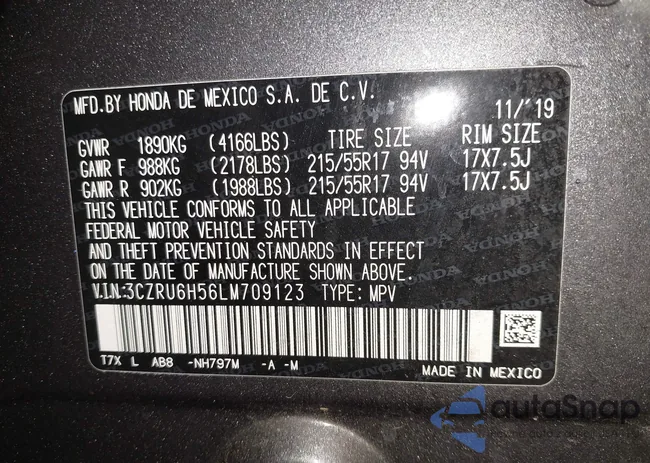 MFD.BY HONDA DE MEXICO S.A. DE C.V.
11/'19
GVWR 1890KG (4166LBS) TIRE SIZE RIM SIZE
GAWR F 988KG (2178LBS) 215/55R17 94V 17X7.5J
GAWR R 902KG (1988LBS) 215/55R17 94V 17X7.5J
THIS VEHICLE CONFORMS TO ALL APPLICABLE
FEDERAL MOTOR VEHICLE SAFETY
AND THEFT PREVENTION STANDARDS IN EFFECT
ON THE DATE OF MANUFACTURE SHOWN ABOVE.
V.I.N:3CZRU6H56LM709123 TYPE: MPV
T7X L AB8 -NH797M -A -M
MADE IN MEXICO
autoSnap